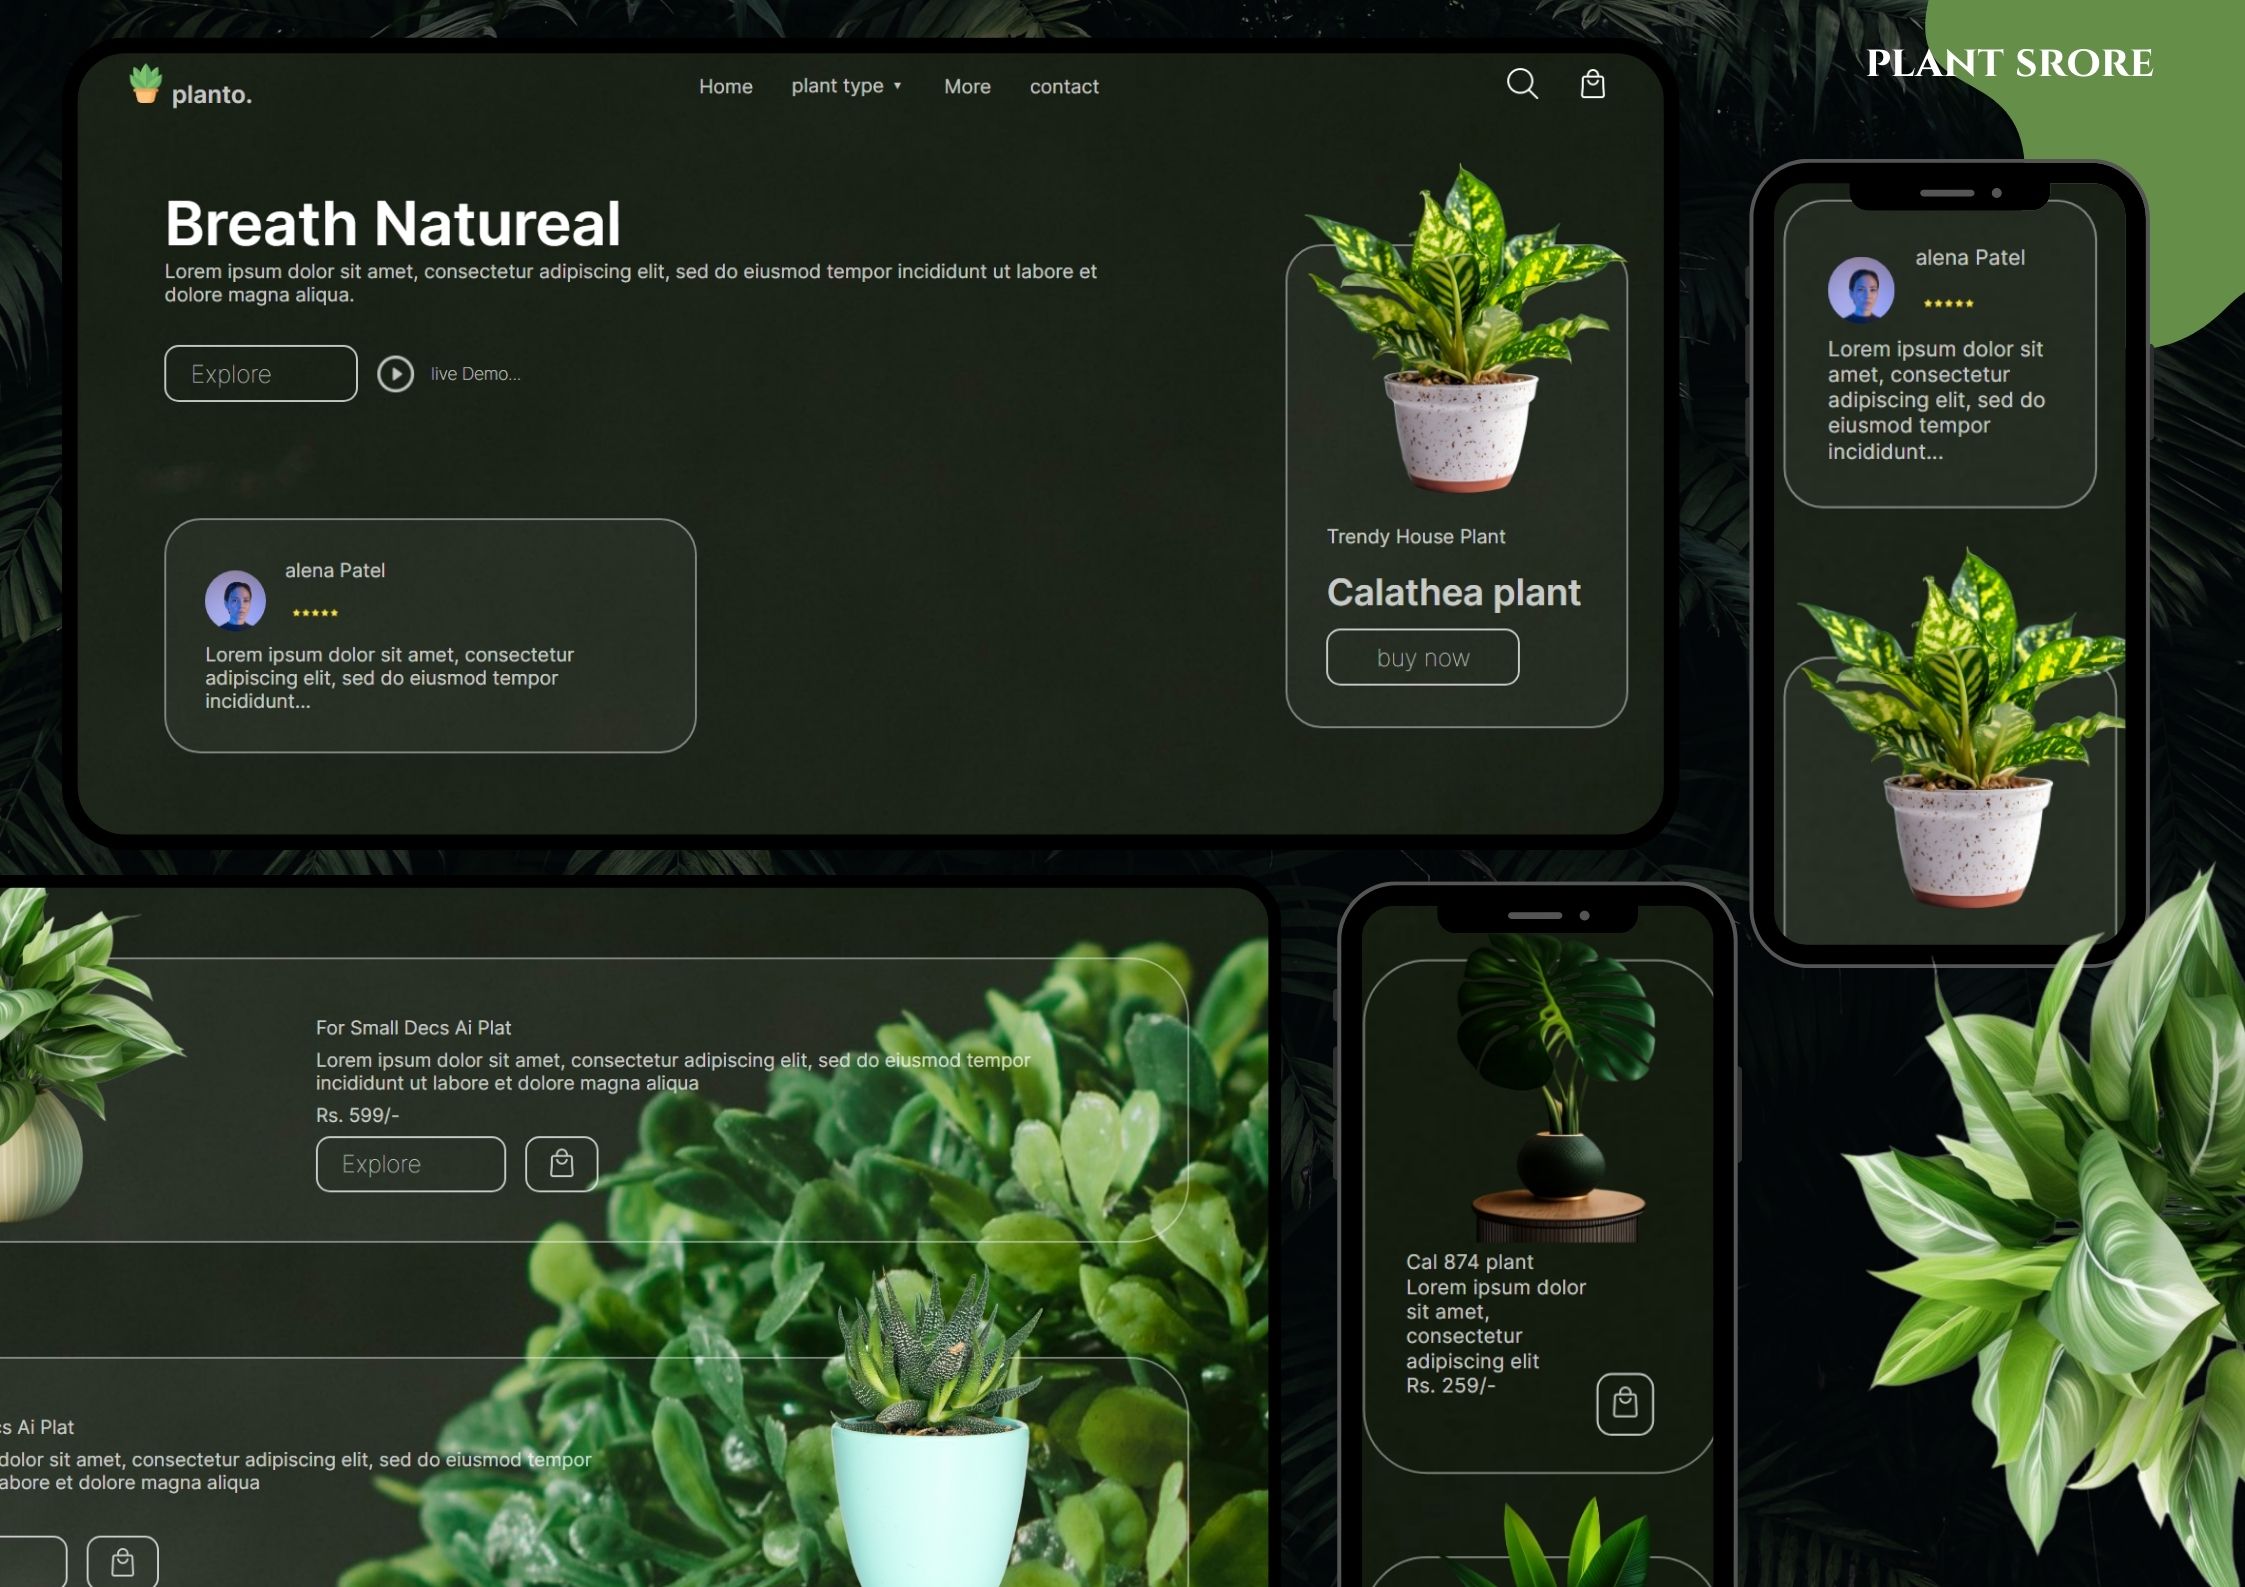 planto.
Home
plant type
More
contact
PLANT SRORE
Breath Natureal
Lorem ipsum dolor sit amet, consectetur adipiscing elit, sed do eiusmod tempor incididunt ut labore et
dolore magna aliqua.
Explore
live Demo...
alena Patel
Lorem ipsum dolor sit amet, consectetur
adipiscing elit, sed do eiusmod tempor
incididunt...
Trendy House Plant
Calathea plant
buy now
alena Patel
Lorem ipsum dolor sit
amet, consectetur
adipiscing elit, sed do
eiusmod tempor
incididunt...
For Small Decs Ai Plat
Lorem ipsum dolor sit amet, consectetur adipiscing elit, sed do eiusmod tempor
incididunt ut labore et dolore magna aliqua
Rs. 599/-
Explore
cs Ai Plat
dolor sit amet, consectetur adipiscing elit, sed do eiusmod tempor
abore et dolore magna aliqua
Cal 874 plant
Lorem ipsum dolor
sit amet,
consectetur
adipiscing elit
Rs. 259/-